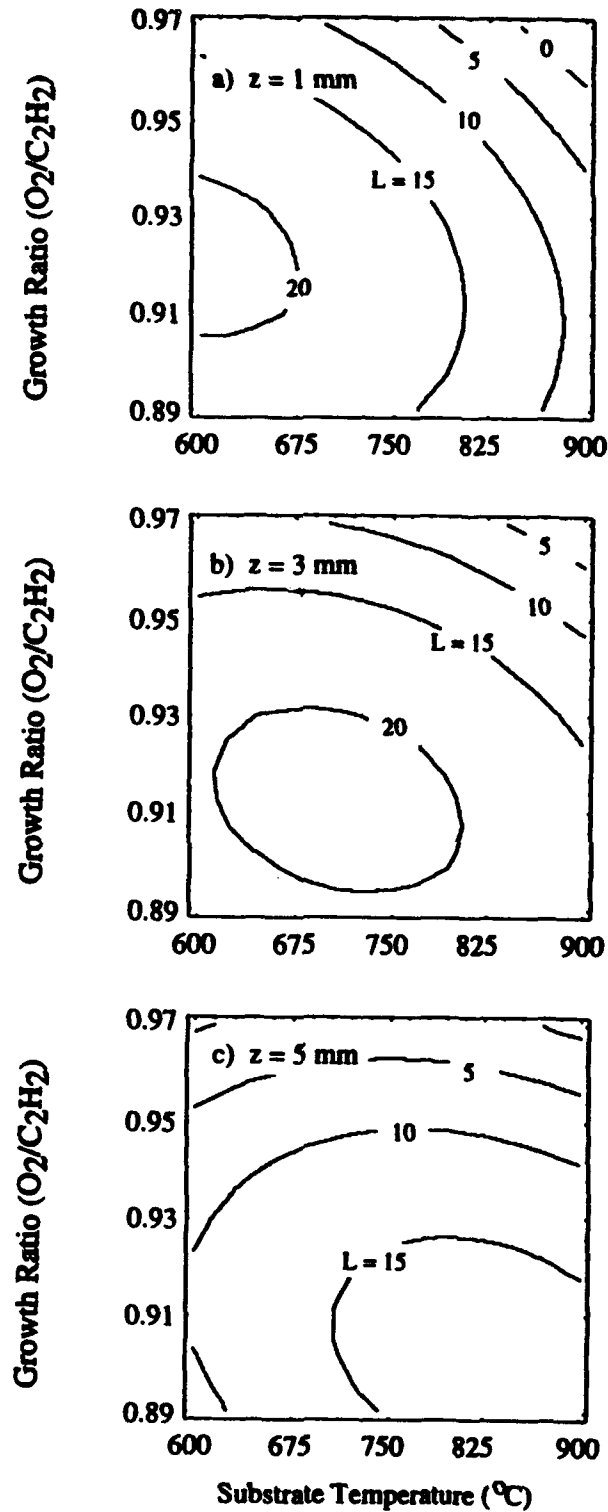 0.97
0.95
0.93
0.91
0.89
Growth Ratio (O2/C2H2)
a) z = 1 mm
0
5
10
L = 15
20
600 675 750 825 900
0.97
0.95
0.93
0.91
0.89
Growth Ratio (O2/C2H2)
b) z = 3 mm
5
10
L = 15
20
600 675 750 825 900
0.97
0.95
0.93
0.91
0.89
Growth Ratio (O2/C2H2)
c) z = 5 mm
5
10
L = 15
600 675 750 825 900
Substrate Temperature (°C)